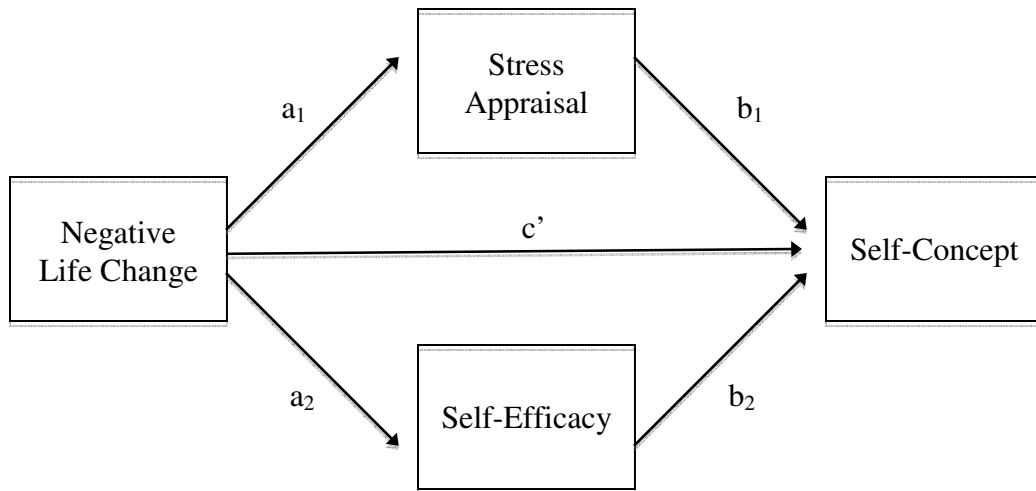 Stress
Appraisal
a₁
b₁
Negative
Life Change
c’
Self-Concept
a₂
b₂
Self-Efficacy